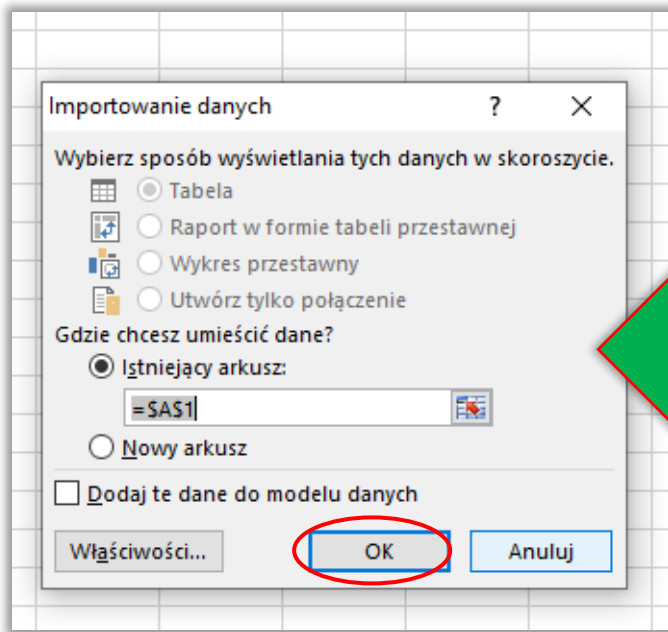 Importowanie danych ? ×
Wybierz sposób wyświetlania tych danych w skoroszycie.
Tabela
Raport w formie tabeli przestawnej
Wykres przestawny
Utwórz tylko połączenie
Gdzie chcesz umieścić dane?
Istniejący arkusz:
=$A$1
Nowy arkusz
Dodaj te dane do modelu danych
Właściwości... OK Anuluj